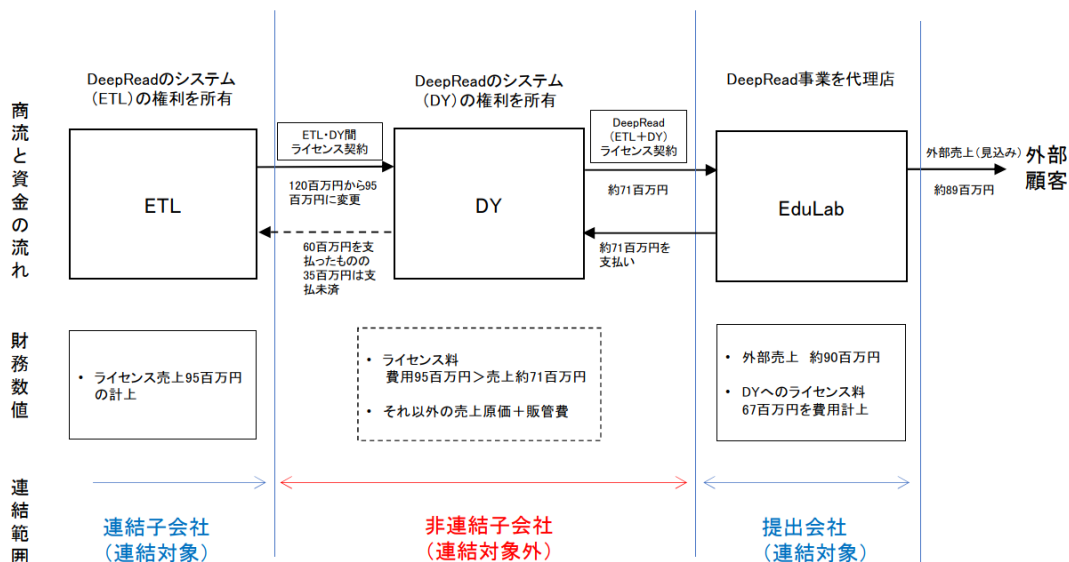 商流と資金の流れ
DeepReadのシステム
(ETL)の権利を所有
DeepReadのシステム
(DY)の権利を所有
DeepRead事業を代理店
ETL
ETL・DY間
ライセンス契約
120百万円から95
百万円に変更
60百万円を支
払ったものの
35百万円は支
払未済
DY
DeepRead
(ETL+DY)
ライセンス契約
約71百万円
約71百万円を
支払い
EduLab
外部売上(見込み)
約89百万円
外部
顧客
財務数値
・ ライセンス売上95百万円
の計上
・ ライセンス料
費用95百万円>売上約71百万円
・ それ以外の売上原価+販管費
・ 外部売上 約90百万円
・ DYへのライセンス料
67百万円を費用計上
連結範囲
連結子会社
(連結対象)
非連結子会社
(連結対象外)
提出会社
(連結対象)